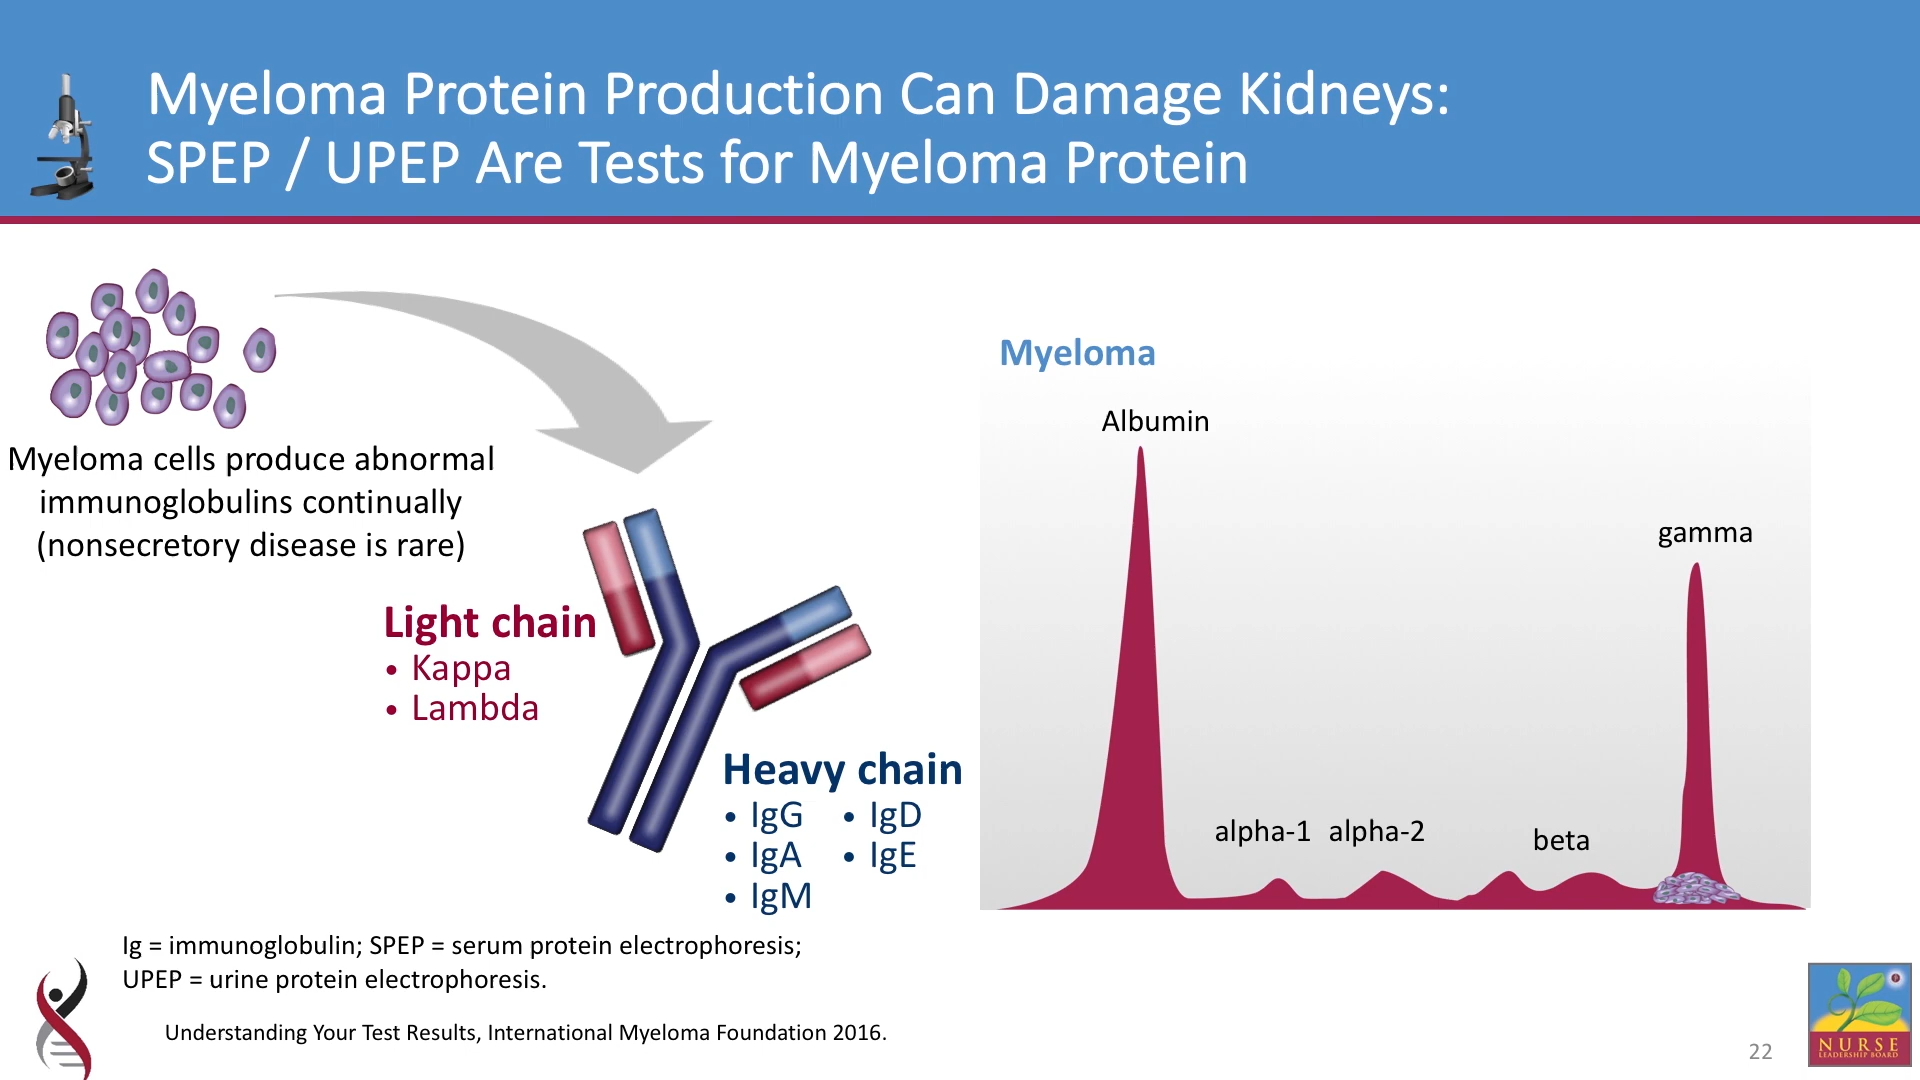 Myeloma Protein Production Can Damage Kidneys:
SPEP / UPEP Are Tests for Myeloma Protein
Myeloma cells produce abnormal
immunoglobulins continually
(nonsecretory disease is rare)
Light chain
• Kappa
• Lambda
Heavy chain
• IgG • IgD
• IgA • IgE
• IgM
Myeloma
Albumin
gamma
alpha-1 alpha-2
beta
Ig = immunoglobulin; SPEP = serum protein electrophoresis;
UPEP = urine protein electrophoresis.
Understanding Your Test Results, International Myeloma Foundation 2016.
22
NURSE
LEADERSHIP BOARD